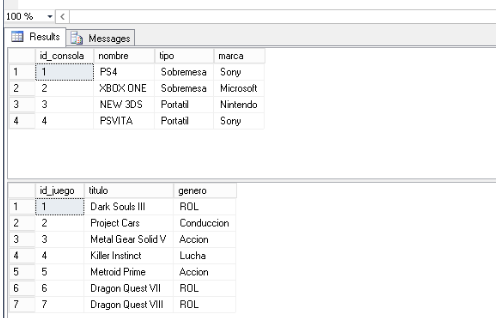 100 %
Results Messages
id_consola nombre tipo marca
1 1 PS4 Sobremesa Sony
2 2 XBOX ONE Sobremesa Microsoft
3 3 NEW 3DS Portatil Nintendo
4 4 PSVITA Portatil Sony
id_juego titulo genero
1 1 Dark Souls III ROL
2 2 Project Cars Conduccion
3 3 Metal Gear Solid V Accion
4 4 Killer Instinct Lucha
5 5 Metroid Prime Accion
6 6 Dragon Quest VII ROL
7 7 Dragon Quest VIII ROL